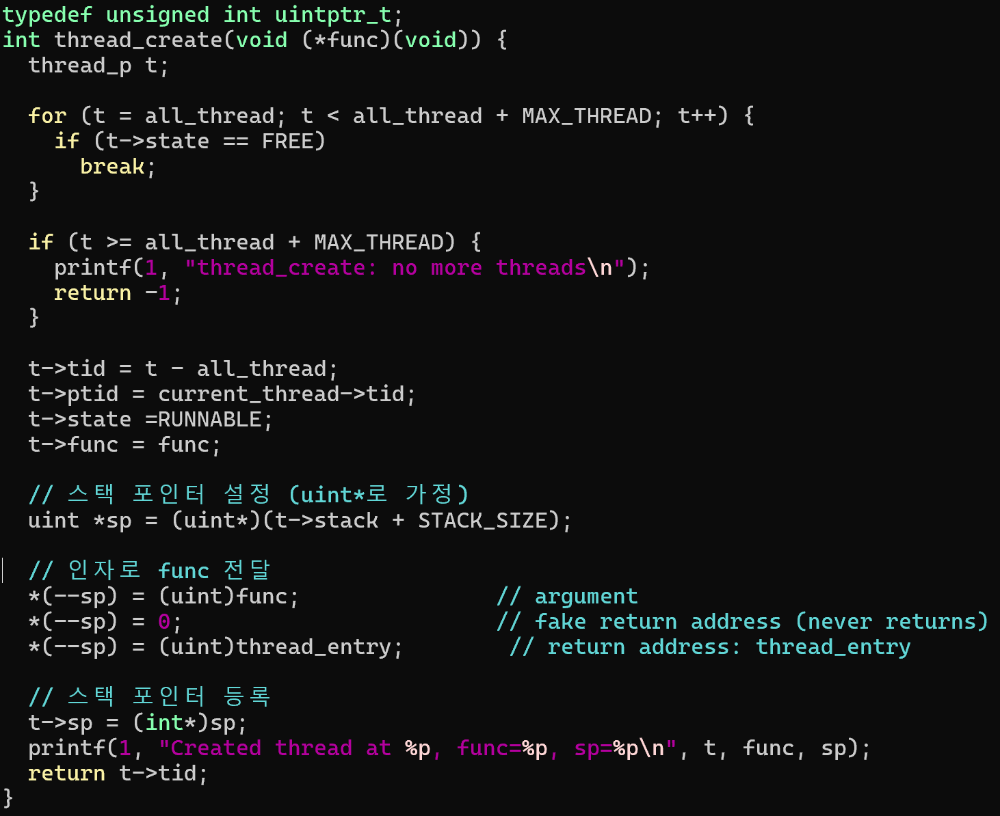 typedef unsigned int uintptr_t;
int thread_create(void (*func)(void)) {
  thread_p t;

  for (t = all_thread; t < all_thread + MAX_THREAD; t++) {
    if (t->state == FREE)
      break;
  }

  if (t >= all_thread + MAX_THREAD) {
    printf(1, "thread_create: no more threads\n");
    return -1;
  }

  t->tid = t - all_thread;
  t->ptid = current_thread->tid;
  t->state =RUNNABLE;
  t->func = func;

  // 스택 포인터 설정 (uint*로 가정)
  uint *sp = (uint*)(t->stack + STACK_SIZE);

  // 인자로 func 전달
  *(--sp) = (uint)func;               // argument
  *(--sp) = 0;                        // fake return address (never returns)
  *(--sp) = (uint)thread_entry;        // return address: thread_entry

  // 스택 포인터 등록
  t->sp = (int*)sp;
  printf(1, "Created thread at %p, func=%p, sp=%p\n", t, func, sp);
  return t->tid;
}